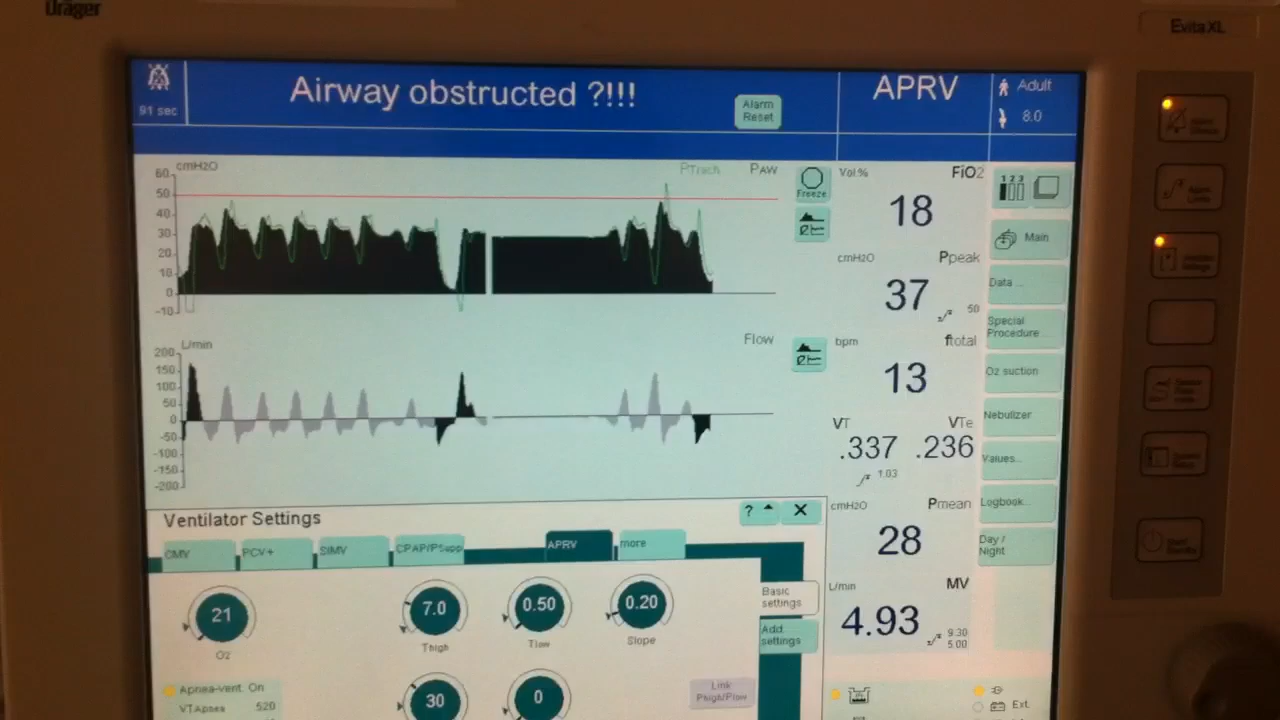 Dräger
Evita XL
91 sec
Airway obstructed ?!!!
Alarm
Reset
APRV
Adult
8.0
cmH2O
PTrach
Paw
60
50
40
30
20
10
0
-10
Freeze
Vol.%
FiO2
18
cmH2O
Ppeak
37
50
bpm
ftotal
13
VT
VTe
.337
.236
1.03
cmH2O
Pmean
28
L/min
MV
4.93
9.30
5.00
L/min
Flow
200
150
100
50
0
-50
-100
-150
-200
1 2 3
Main
Data ...
Special
Procedure...
O2 suction
Nebulizer
Values...
Logbook...
Day /
Night
Ventilator Settings
? 
X
CMV
PCV+
SIMV
CPAP/PSupp
APRV
more
Basic
settings
Add
settings
21
O2
7.0
Thigh
0.50
Tlow
0.20
Slope
30
0
Apnea-Vent. On
VTApnea
520
Link
Phigh/Plow
Ext.